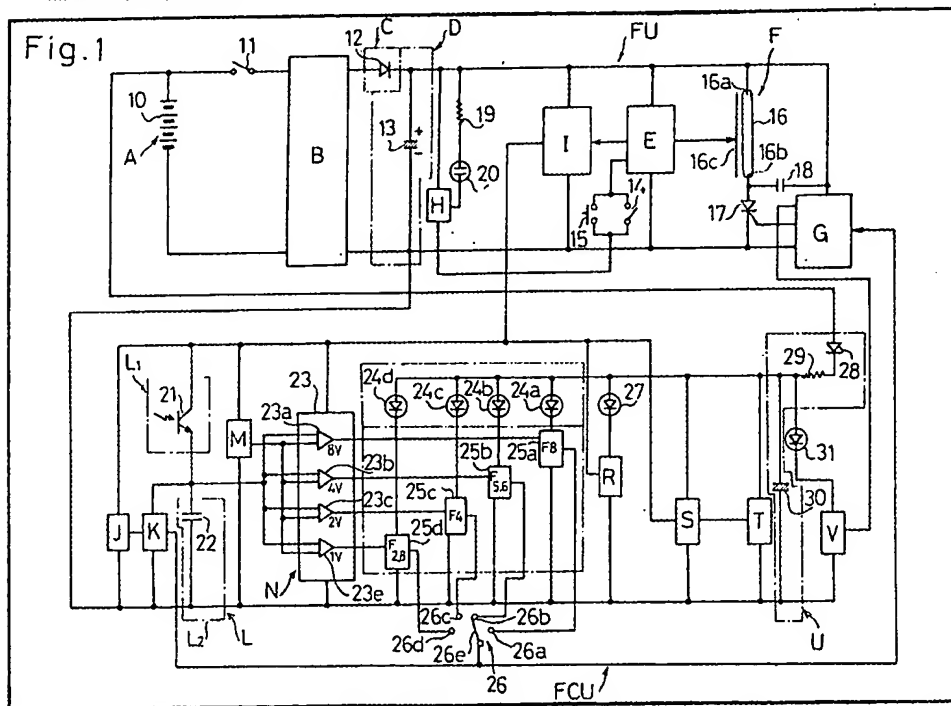 Fig.1
11
C
D
FU
F
12
16a
10
19
16
A
B
13
+
-
I
E
16c
16b
18
H
20
14
15
17
G
L1
21
23
24d
24c
24b
24a
27
29
28
23a
M
8V
F8
25a
31
23b
25b
4V
F
5.6
R
23c
25c
J
K
22
2V
F4
S
T
30
V
25d
1V
F
2.8
N
23e
26c
26b
L2
L
26d
26e
26a
26
U
FCU